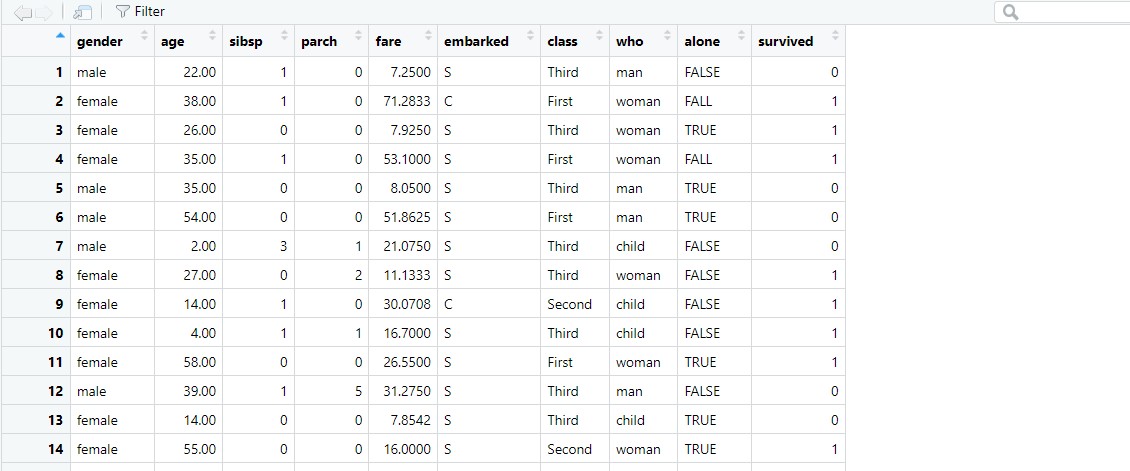 Filter
gender age sibsp parch fare embarked class who alone survived
1 male 22.00 1 0 7.2500 S Third man FALSE 0
2 female 38.00 1 0 71.2833 C First woman FALL 1
3 female 26.00 0 0 7.9250 S Third woman TRUE 1
4 female 35.00 1 0 53.1000 S First woman FALL 1
5 male 35.00 0 0 8.0500 S Third man TRUE 0
6 male 54.00 0 0 51.8625 S First man TRUE 0
7 male 2.00 3 1 21.0750 S Third child FALSE 0
8 female 27.00 0 2 11.1333 S Third woman FALSE 1
9 female 14.00 1 0 30.0708 C Second child FALSE 1
10 female 4.00 1 1 16.7000 S Third child FALSE 1
11 female 58.00 0 0 26.5500 S First woman TRUE 1
12 male 39.00 1 5 31.2750 S Third man FALSE 0
13 female 14.00 0 0 7.8542 S Third child TRUE 0
14 female 55.00 0 0 16.0000 S Second woman TRUE 1